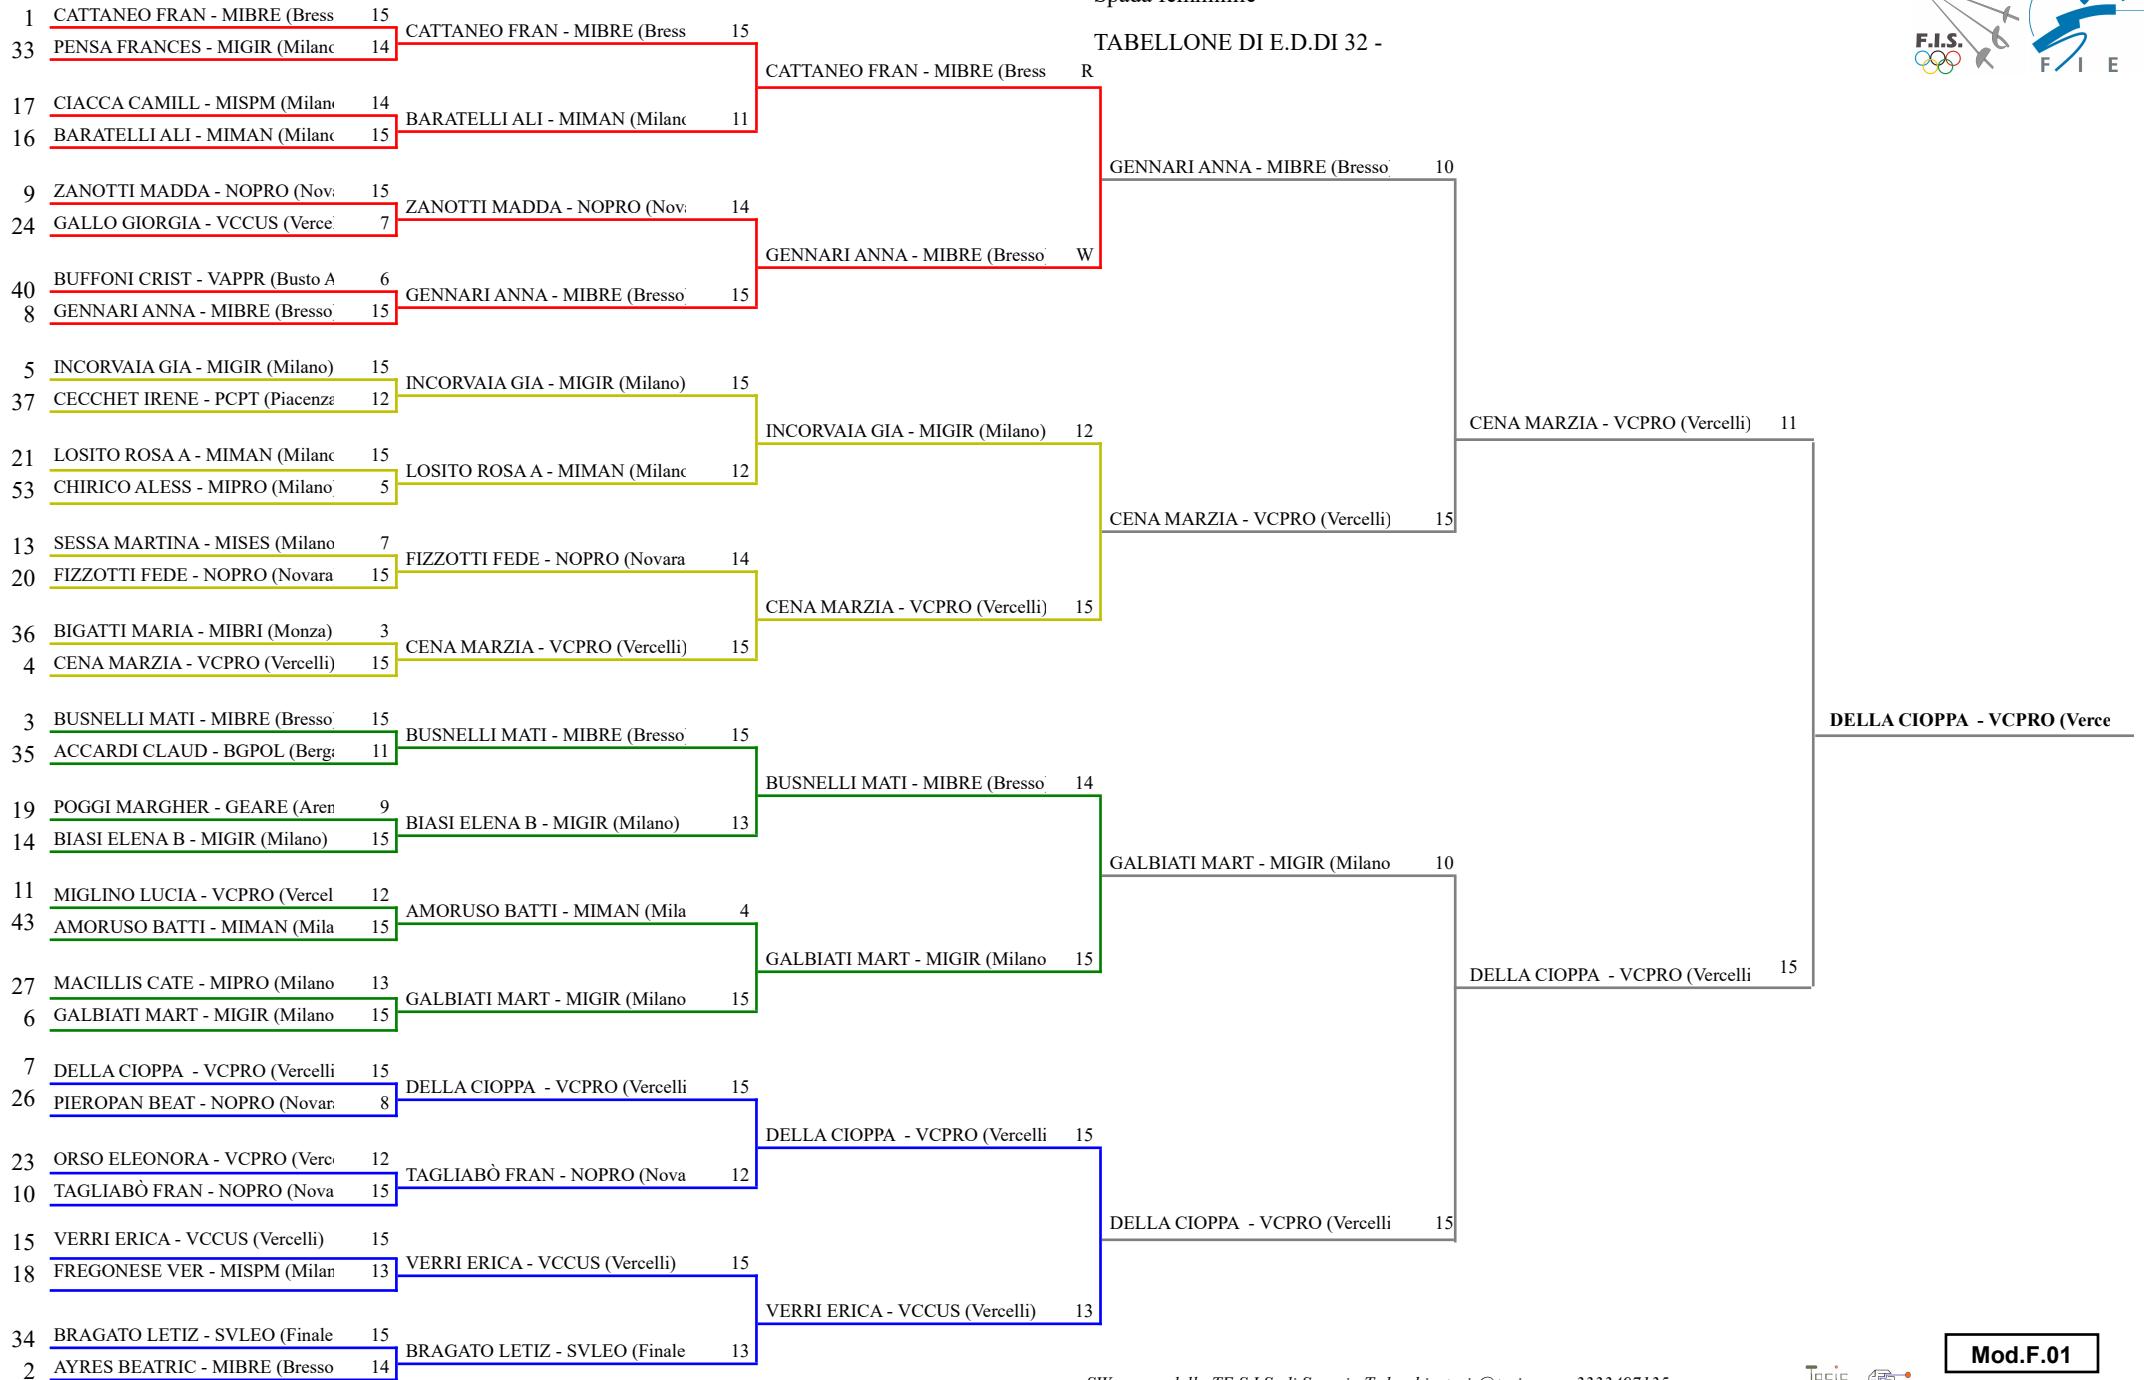 TABELLONE DI E.D.DI 32 -
F.I.S.
F I E
1 CATTANEO FRAN - MIBRE (Bress 15
33 PENSA FRANCES - MIGIR (Milano 14
17 CIACCA CAMILL - MISPM (Milan 14
16 BARATELLI ALI - MIMAN (Milano 15
9 ZANOTTI MADDA - NOPRO (Nov 15
24 GALLO GIORGIA - VCCUS (Verce 7
40 BUFFONI CRIST - VAPPR (Busto A 6
8 GENNARI ANNA - MIBRE (Bresso 15
5 INCORVAIA GIA - MIGIR (Milano) 15
37 CECCHET IRENE - PCPT (Piacenza 12
21 LOSITO ROSA A - MIMAN (Milano 15
53 CHIRICO ALESS - MIPRO (Milano 5
13 SESSA MARTINA - MISES (Milano 7
20 FIZZOTTI FEDE - NOPRO (Novara 15
36 BIGATTI MARIA - MIBRI (Monza) 3
4 CENA MARZIA - VCPRO (Vercelli) 15
3 BUSNELLI MATI - MIBRE (Bresso 15
35 ACCARDI CLAUD - BGPOL (Berga 11
19 POGGI MARGHER - GEARE (Aren 9
14 BIASI ELENA B - MIGIR (Milano) 15
11 MIGLINO LUCIA - VCPRO (Vercel 12
43 AMORUSO BATTI - MIMAN (Mila 15
27 MACILLIS CATE - MIPRO (Milano 13
6 GALBIATI MART - MIGIR (Milano 15
7 DELLA CIOPPA - VCPRO (Vercelli 15
26 PIEROPAN BEAT - NOPRO (Novar 8
23 ORSO ELEONORA - VCPRO (Verc 12
10 TAGLIABÒ FRAN - NOPRO (Nova 15
15 VERRI ERICA - VCCUS (Vercelli) 15
18 FREGONESE VER - MISPM (Milan 13
34 BRAGATO LETIZ - SVLEO (Finale 15
2 AYRES BEATRIC - MIBRE (Bresso 14
CATTANEO FRAN - MIBRE (Bress 15
BARATELLI ALI - MIMAN (Milano 11
ZANOTTI MADDA - NOPRO (Nov 14
GENNARI ANNA - MIBRE (Bresso 15
INCORVAIA GIA - MIGIR (Milano) 15
LOSITO ROSA A - MIMAN (Milano 12
FIZZOTTI FEDE - NOPRO (Novara 14
CENA MARZIA - VCPRO (Vercelli) 15
BUSNELLI MATI - MIBRE (Bresso 15
BIASI ELENA B - MIGIR (Milano) 13
AMORUSO BATTI - MIMAN (Mila 4
GALBIATI MART - MIGIR (Milano 15
DELLA CIOPPA - VCPRO (Vercelli 15
TAGLIABÒ FRAN - NOPRO (Nova 12
VERRI ERICA - VCCUS (Vercelli) 15
BRAGATO LETIZ - SVLEO (Finale 13
CATTANEO FRAN - MIBRE (Bress R
GENNARI ANNA - MIBRE (Bresso W
INCORVAIA GIA - MIGIR (Milano) 12
CENA MARZIA - VCPRO (Vercelli) 15
BUSNELLI MATI - MIBRE (Bresso 14
GALBIATI MART - MIGIR (Milano 15
DELLA CIOPPA - VCPRO (Vercelli 15
VERRI ERICA - VCCUS (Vercelli) 13
GENNARI ANNA - MIBRE (Bresso 10
CENA MARZIA - VCPRO (Vercelli) 15
GALBIATI MART - MIGIR (Milano 10
DELLA CIOPPA - VCPRO (Vercelli 15
CENA MARZIA - VCPRO (Vercelli) 11
DELLA CIOPPA - VCPRO (Vercelli 15
DELLA CIOPPA - VCPRO (Verce
Mod.F.01